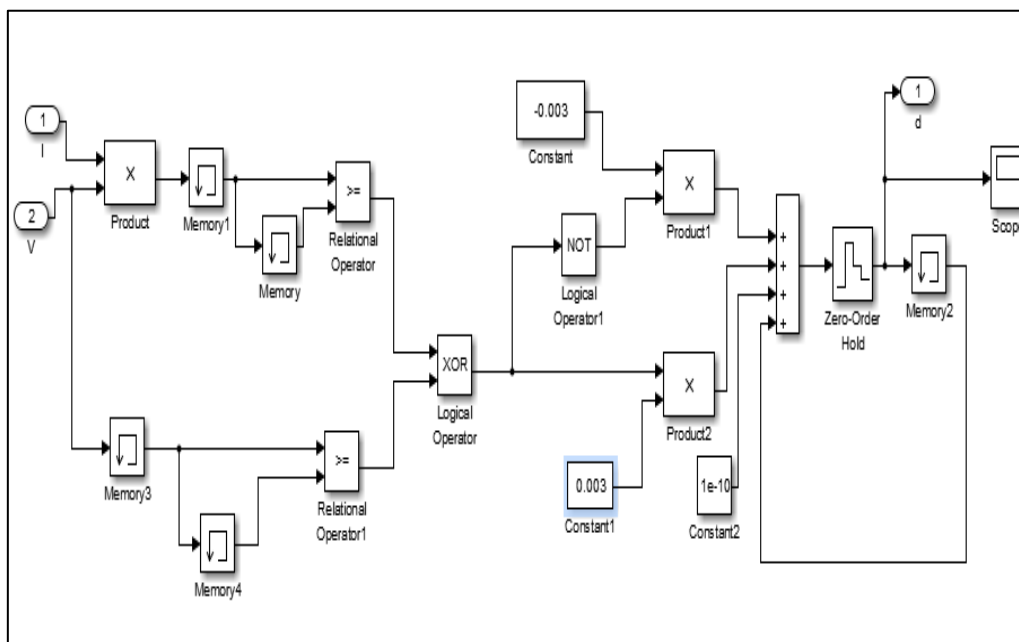 1
I
2
V
X
Product
Memory1
Memory
>=
Relational
Operator
Memory3
Memory4
>=
Relational
Operator1
XOR
Logical
Operator
-0.003
Constant
NOT
Logical
Operator1
X
Product1
X
Product2
0.003
Constant1
1e-10
Constant2
+
+
+
+
Zero-Order
Hold
Memory2
1
d
Scope